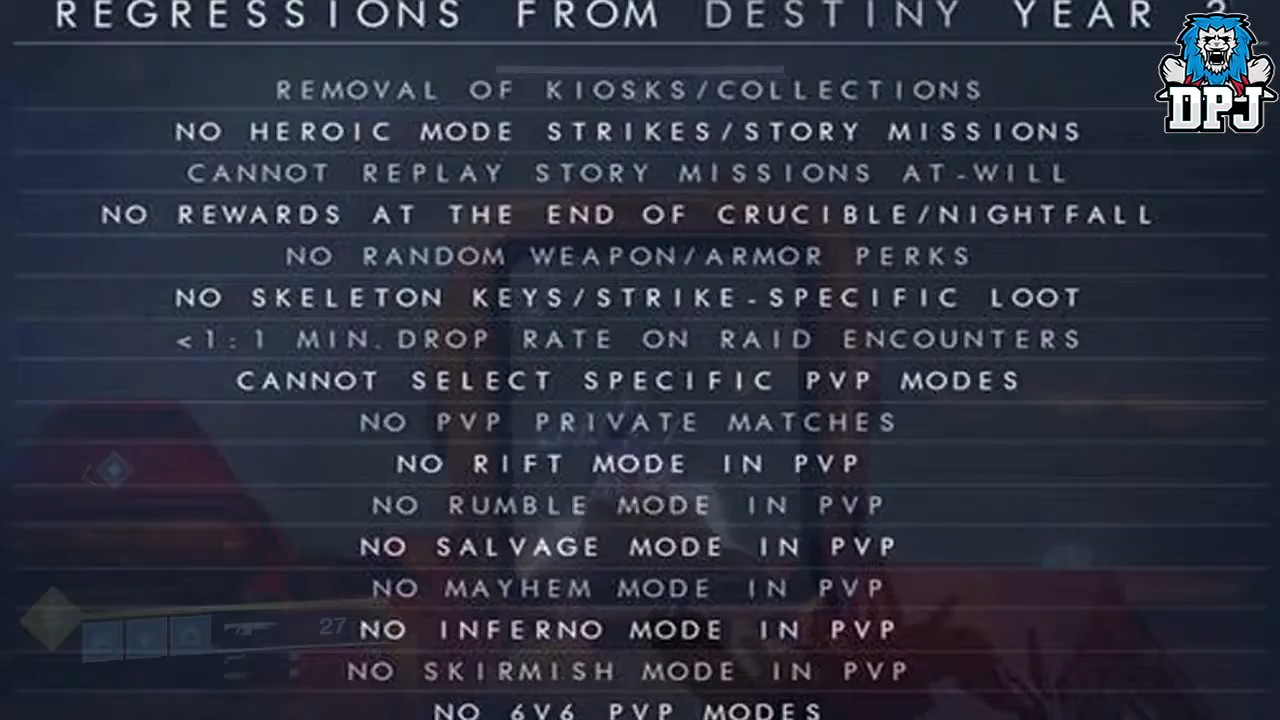 REGRESSIONS FROM DESTINY YEAR 3
DPJ
REMOVAL OF KIOSKS/COLLECTIONS
NO HEROIC MODE STRIKES/STORY MISSIONS
CANNOT REPLAY STORY MISSIONS AT-WILL
NO REWARDS AT THE END OF CRUCIBLE/NIGHTFALL
NO RANDOM WEAPON/ARMOR PERKS
NO SKELETON KEYS/STRIKE-SPECIFIC LOOT
<1:1 MIN. DROP RATE ON RAID ENCOUNTERS
CANNOT SELECT SPECIFIC PVP MODES
NO PVP PRIVATE MATCHES
NO RIFT MODE IN PVP
NO RUMBLE MODE IN PVP
NO SALVAGE MODE IN PVP
NO MAYHEM MODE IN PVP
27
NO INFERNO MODE IN PVP
NO SKIRMISH MODE IN PVP
NO 6V6 PVP MODES